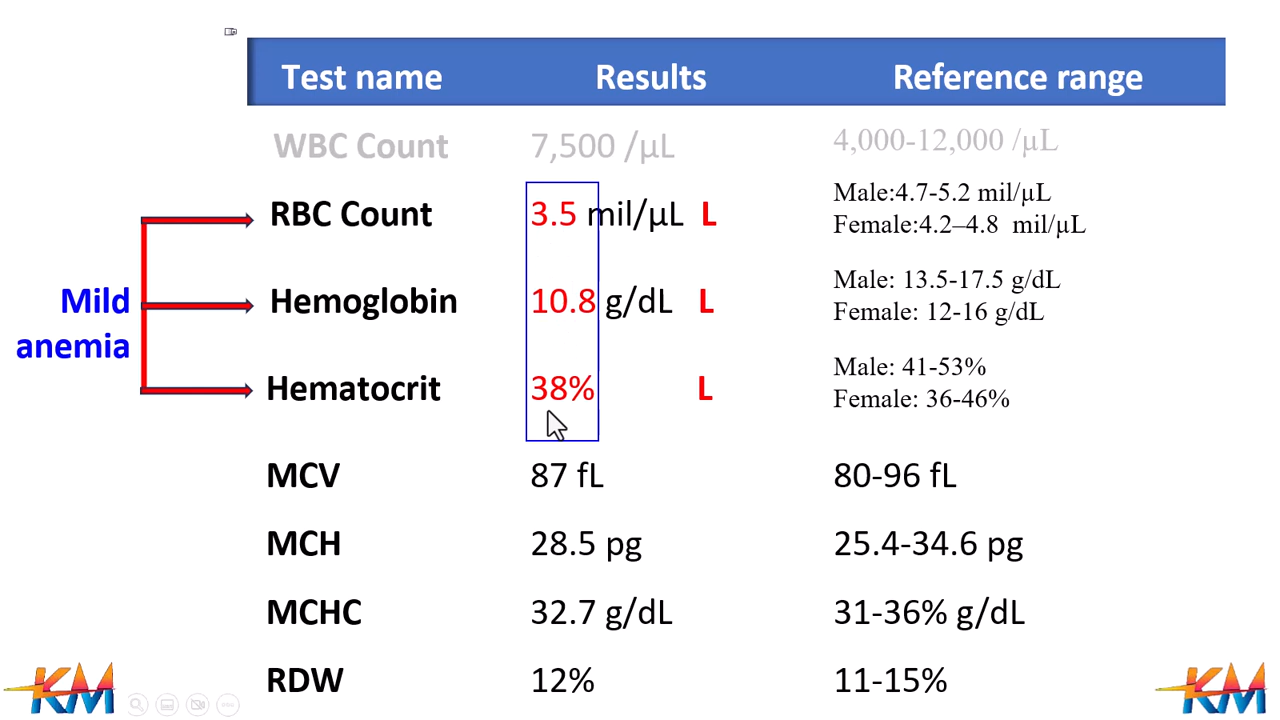 Test name Results Reference range
WBC Count 7,500 /µL 4,000-12,000 /µL
Male:4.7-5.2 mil/µL
RBC Count 3.5 mil/µL L
Female:4.2–4.8 mil/µL
Male: 13.5-17.5 g/dL
Mild
Hemoglobin 10.8 g/dL L
Female: 12-16 g/dL
anemia
Male: 41-53%
Hematocrit 38% L
Female: 36-46%
MCV 87 fL 80-96 fL
MCH 28.5 pg 25.4-34.6 pg
MCHC 32.7 g/dL 31-36% g/dL
RDW 12% 11-15%
KM KM